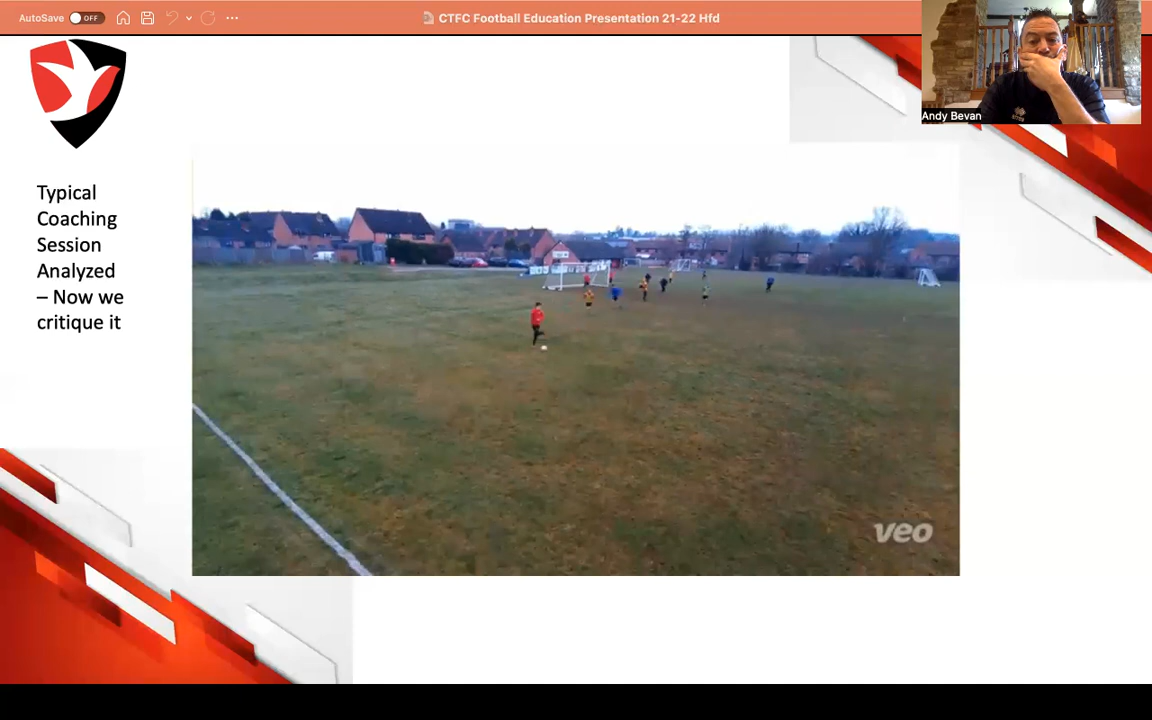 AutoSave OFF
CTFC Football Education Presentation 21-22 Hfd
Andy Bevan
Typical
Coaching
Session
Analyzed
– Now we
critique it
veo